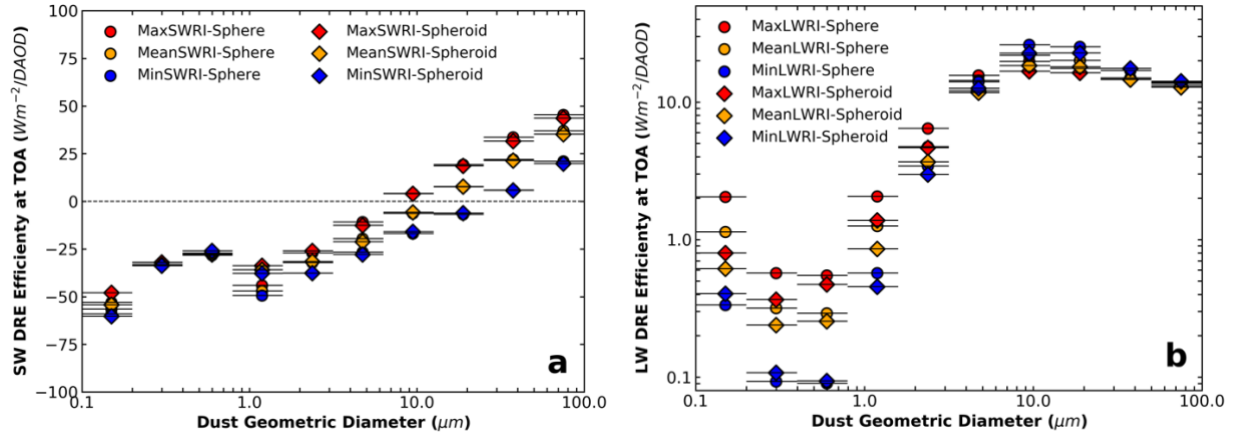 SW DRE Efficienty at TOA (Wm⁻²/DAOD)
100
75
50
25
0
−25
−50
−75
−100
MaxSWRI-Sphere
MeanSWRI-Sphere
MinSWRI-Sphere
MaxSWRI-Spheroid
MeanSWRI-Spheroid
MinSWRI-Spheroid
a
0.1 1.0 10.0 100.0
Dust Geometric Diameter (μm)
LW DRE Efficienty at TOA (Wm⁻²/DAOD)
10.0
1.0
0.1
MaxLWRI-Sphere
MeanLWRI-Sphere
MinLWRI-Sphere
MaxLWRI-Spheroid
MeanLWRI-Spheroid
MinLWRI-Spheroid
b
0.1 1.0 10.0 100.0
Dust Geometric Diameter (μm)